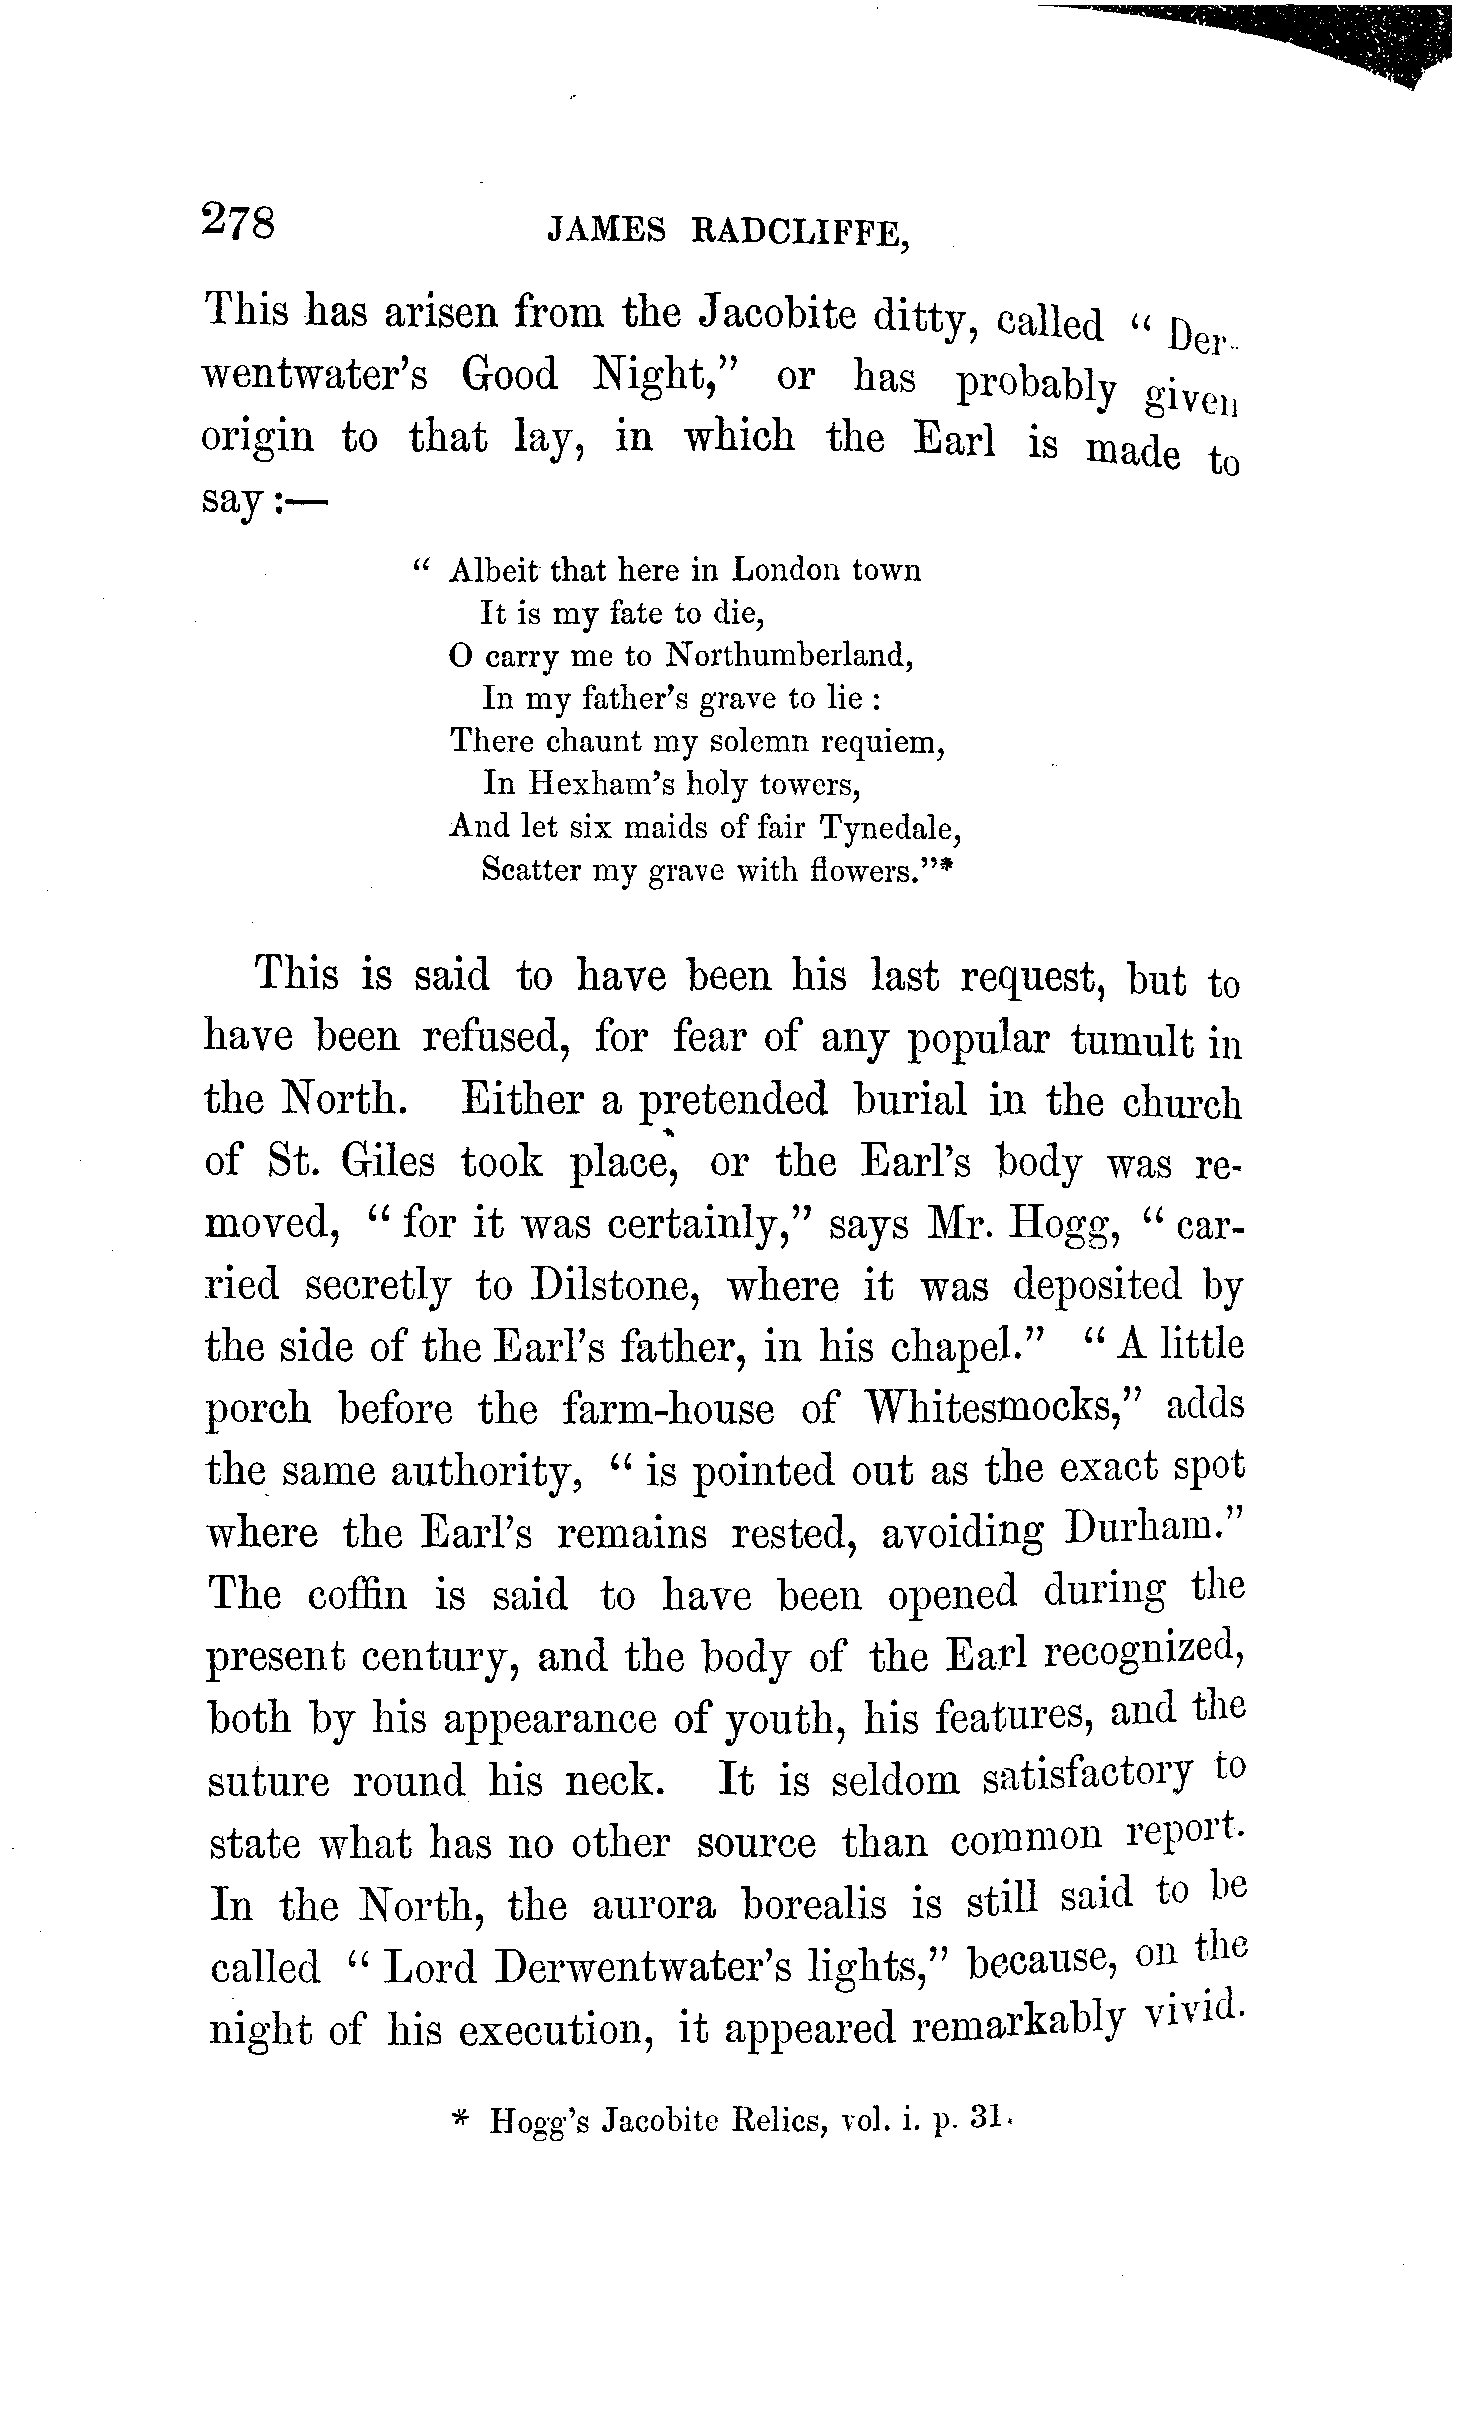 278 JAMES RADCLIFFE,
This has arisen from the Jacobite ditty, called " Der-
wentwater's Good Night," or has probably given
origin to that lay, in which the Earl is made to
say :—
" Albeit that here in London town
It is my fate to die,
O carry me to Northumberland,
In my father's grave to lie :
There chaunt my solemn requiem,
In Hexham's holy towers,
And let six maids of fair Tynedale,
Scatter my grave with flowers."*
This is said to have been his last request, but to
have been refused, for fear of any popular tumult in
the North. Either a pretended burial in the church
of St. Giles took place, or the Earl's body was re-
moved, " for it was certainly," says Mr. Hogg, " car-
ried secretly to Dilstone, where it was deposited by
the side of the Earl's father, in his chapel." " A little
porch before the farm-house of Whitesmocks," adds
the same authority, " is pointed out as the exact spot
where the Earl's remains rested, avoiding Durham."
The coffin is said to have been opened during the
present century, and the body of the Earl recognized,
both by his appearance of youth, his features, and the
suture round his neck. It is seldom satisfactory to
state what has no other source than common report.
In the North, the aurora borealis is still said to be
called " Lord Derwentwater's lights," because, on the
night of his execution, it appeared remarkably vivid.
* Hogg's Jacobite Relics, vol. i. p. 31.